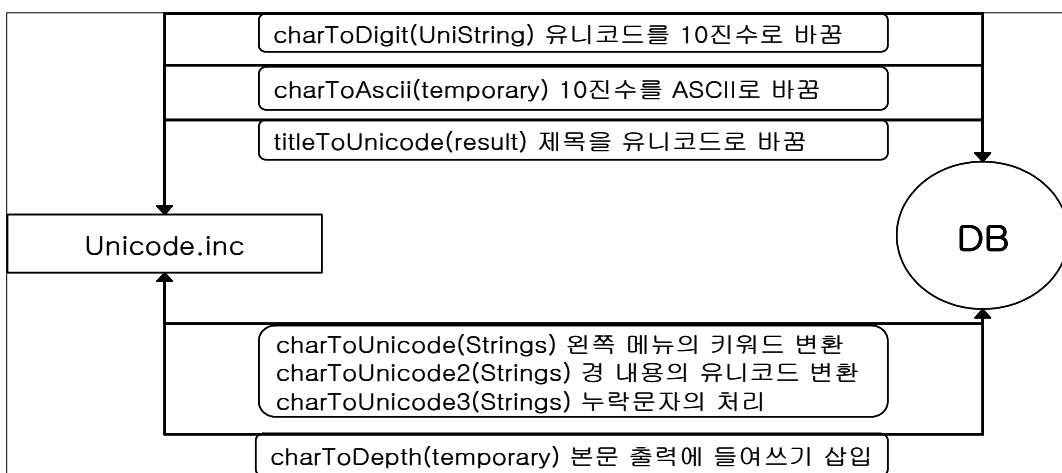 charToDigit(UniString) 유니코드를 10진수로 바꿈
charToAscii(temporary) 10진수를 ASCII로 바꿈
titleToUnicode(result) 제목을 유니코드로 바꿈
Unicode.inc
DB
charToUnicode(Strings) 왼쪽 메뉴의 키워드 변환
charToUnicode2(Strings) 경 내용의 유니코드 변환
charToUnicode3(Strings) 누락문자의 처리
charToDepth(temporary) 본문 출력에 들여쓰기 삽입